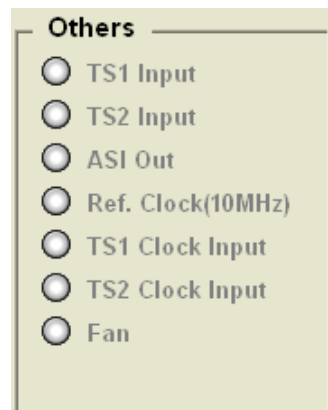 Others
TS1 Input
TS2 Input
ASI Out
Ref. Clock(10MHz)
TS1 Clock Input
TS2 Clock Input
Fan